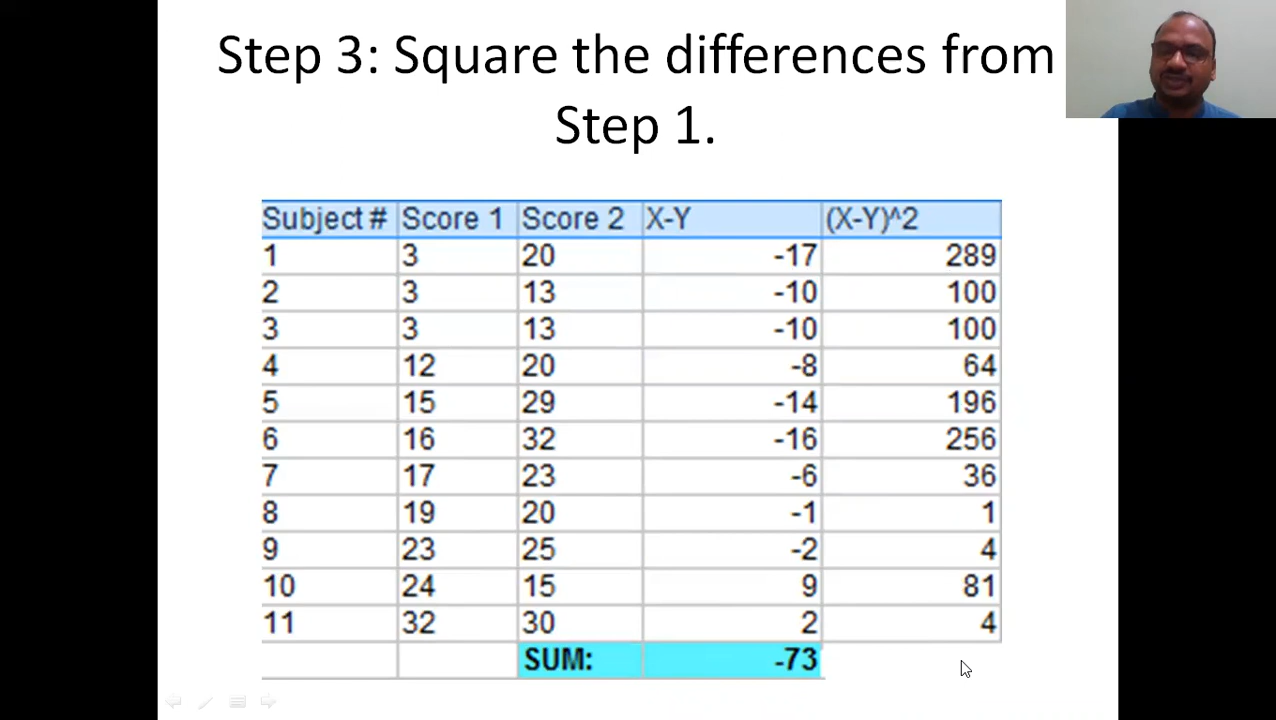 Step 3: Square the differences from
Step 1.
Subject # Score 1 Score 2 X-Y (X-Y)^2
1 3 20 -17 289
2 3 13 -10 100
3 3 13 -10 100
4 12 20 -8 64
5 15 29 -14 196
6 16 32 -16 256
7 17 23 -6 36
8 19 20 -1 1
9 23 25 -2 4
10 24 15 9 81
11 32 30 2 4
SUM: -73